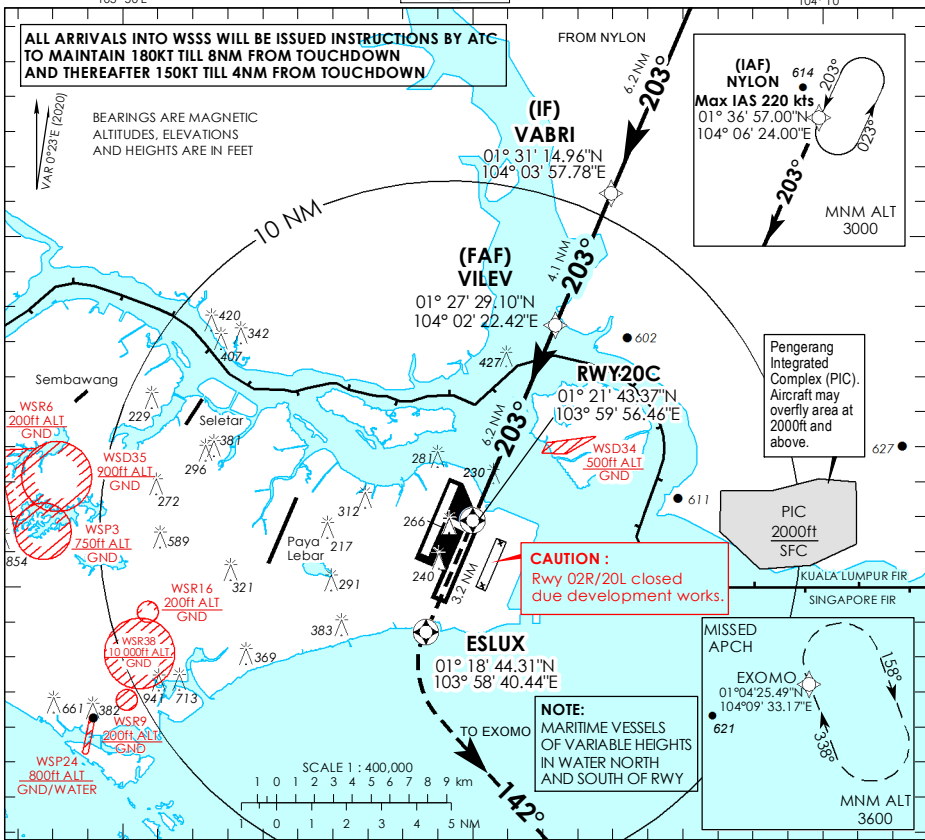 ALL ARRIVALS INTO WSSS WILL BE ISSUED INSTRUCTIONS BY ATC
TO MAINTAIN 180KT TILL 8NM FROM TOUCHDOWN
AND THEREAFTER 150KT TILL 4NM FROM TOUCHDOWN
VAR 0°23'E (2020)
BEARINGS ARE MAGNETIC
ALTITUDES, ELEVATIONS
AND HEIGHTS ARE IN FEET
FROM NYLON
6.2 NM
203°
(IF)
VABRI
01° 31' 14.96"N
104° 03' 57.78"E
(IAF)
NYLON
Max IAS 220 kts
01° 36' 57.00"N
104° 06' 24.00"E
614
203°
023°
203°
MNM ALT
3000
10 NM
4.1 NM
203°
(FAF)
VILEV
01° 27' 29.10"N
104° 02' 22.42"E
420
342
407
427
602
RWY20C
01° 21' 43.37"N
103° 59' 56.46"E
6.2 NM
203°
Pengerang
Integrated
Complex (PIC).
Aircraft may
overfly area at
2000ft and
above.
627
Sembawang
229
Seletar
WSR6
200ft ALT
GND
WSD35
900ft ALT
GND
WSP3
750ft ALT
GND
854
381
296
272
589
281
230
WSD34
500ft ALT
GND
611
312
266
217
Paya
Lebar
291
321
240
3.2 NM
PIC
2000ft
SFC
CAUTION :
Rwy 02R/20L closed
due development works.
KUALA LUMPUR FIR
SINGAPORE FIR
WSR16
200ft ALT
GND
WSR38
10 000ft ALT
GND
383
369
ESLUX
01° 18' 44.31"N
103° 58' 40.44"E
941
713
661
382
WSR9
200ft ALT
GND
WSP24
800ft ALT
GND/WATER
TO EXOMO
142°
NOTE:
MARITIME VESSELS
OF VARIABLE HEIGHTS
IN WATER NORTH
AND SOUTH OF RWY
MISSED
APCH
EXOMO
01°04'25.49"N
104°09' 33.17"E
621
158°
338°
MNM ALT
3600
SCALE 1 : 400,000
1 0 1 2 3 4 5 6 7 8 9 km
1 0 1 2 3 4 5 NM